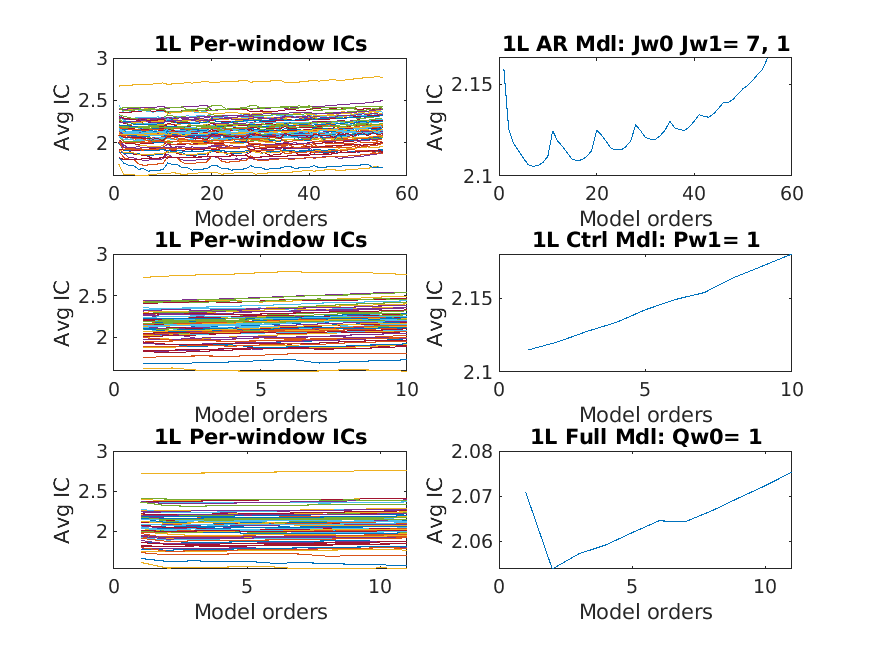 1L Per-window ICs
3
2.5
2
Avg IC
0
20
40
60
Model orders
1L AR Mdl: Jw0 Jw1= 7, 1
2.15
2.1
Avg IC
0
20
40
60
Model orders
1L Per-window ICs
3
2.5
2
Avg IC
0
5
10
Model orders
1L Ctrl Mdl: Pw1= 1
2.15
2.1
Avg IC
0
5
10
Model orders
1L Per-window ICs
3
2.5
2
Avg IC
0
5
10
Model orders
1L Full Mdl: Qw0= 1
2.08
2.07
2.06
Avg IC
0
5
10
Model orders